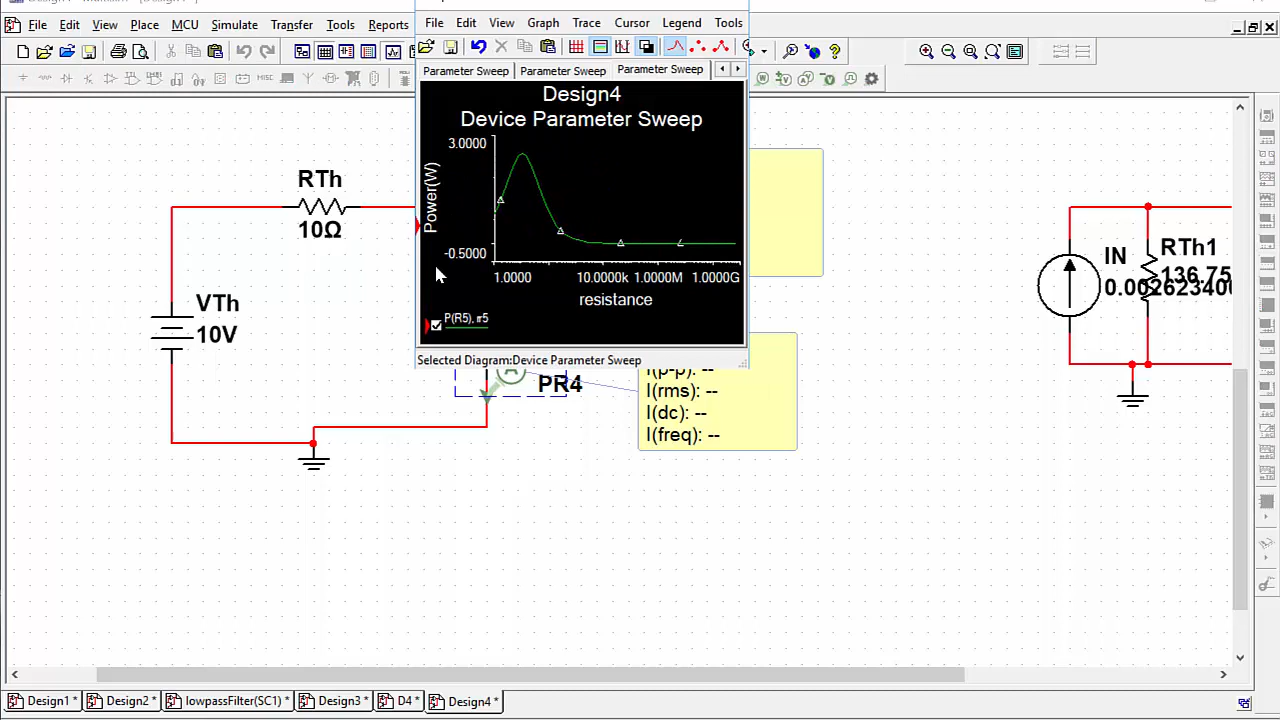 File Edit View Place MCU Simulate Transfer Tools Reports
File Edit View Graph Trace Cursor Legend Tools
MISC
Parameter Sweep Parameter Sweep Parameter Sweep
Design4
Device Parameter Sweep
3.0000
Power(W)
-0.5000
1.0000 10.0000k 1.0000M 1.0000G
resistance
P(R5),
Selected Diagram:Device Parameter Sweep
RTh
10Ω
VTh
10V
PR4
I(p-p): --
I(rms): --
I(dc): --
I(freq): --
IN
RTh1
136.75
Design1 * Design2 * lowpassFilter(SC1) * Design3 * D4 * Design4 *